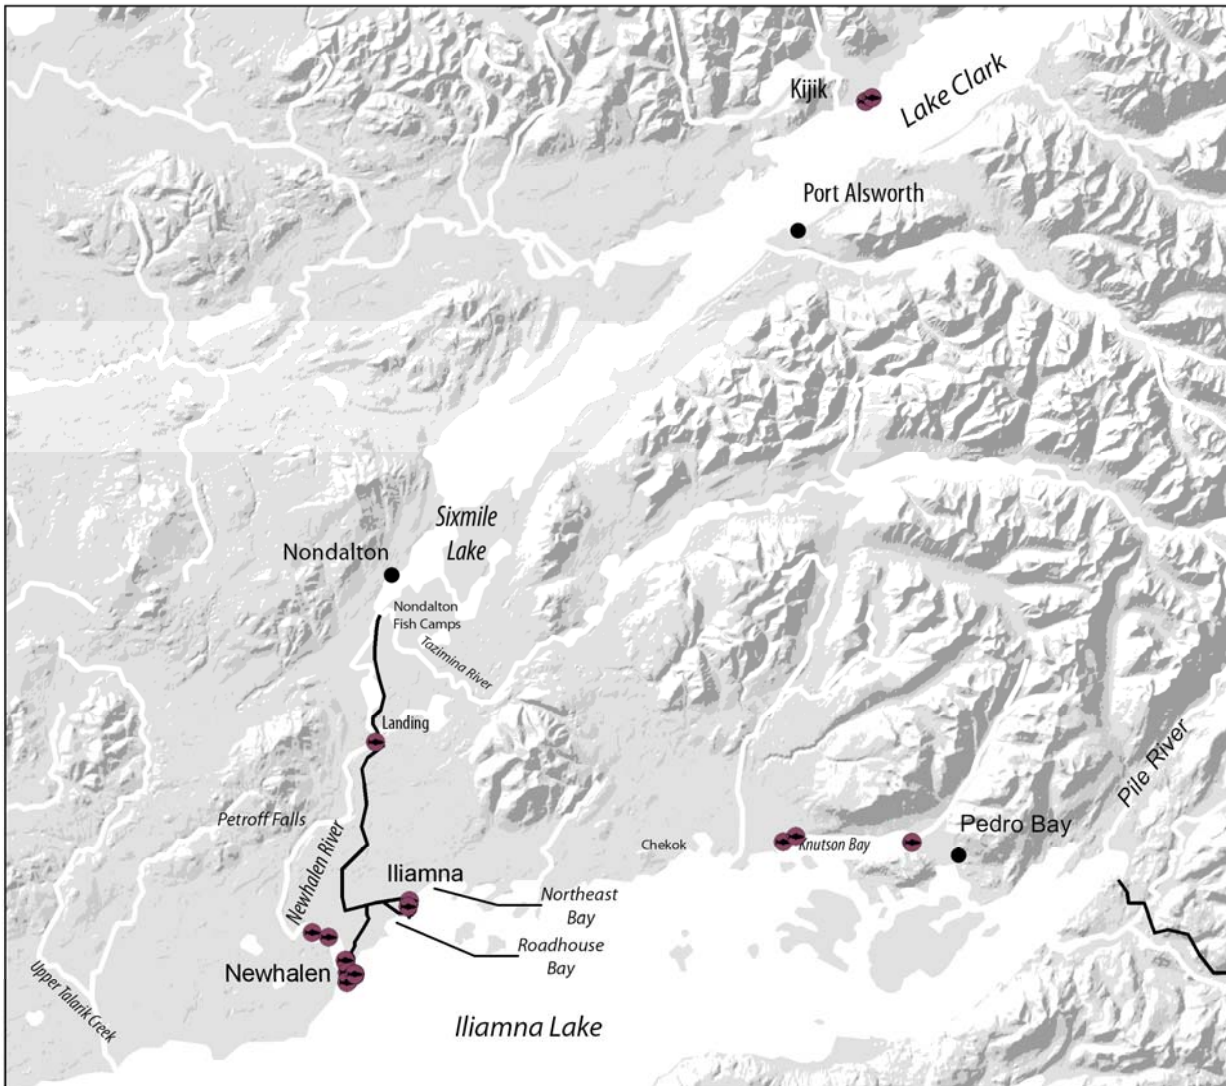 Kijik
Lake Clark
Port Alsworth
Sixmile
Lake
Nondalton
Nondalton
Fish Camps
Tazimina River
Landing
Petroff Falls
Newhalen River
Pile River
Pedro Bay
Chekok
Knutson Bay
Iliamna
Northeast
Bay
Roadhouse
Bay
Newhalen
Upper Talarik Creek
Iliamna Lake